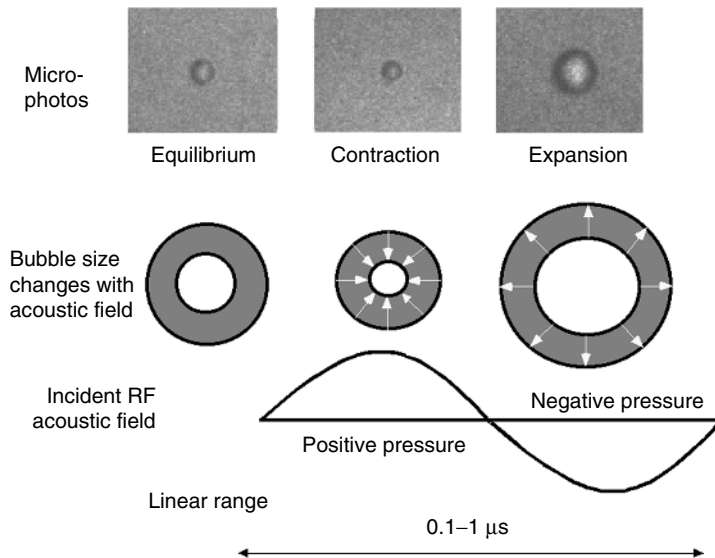 Micro-
photos
Equilibrium
Contraction
Expansion
Bubble size
changes with
acoustic field
Incident RF
acoustic field
Negative pressure
Positive pressure
Linear range
0.1–1 μs